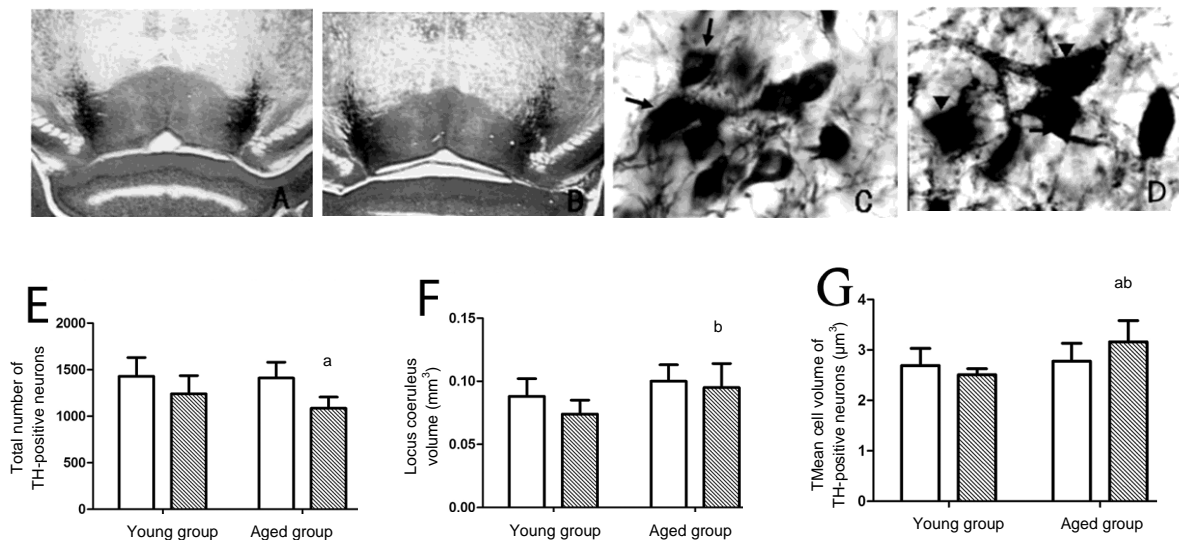 A
B
C
D
E
Total number of
TH-positive neurons
2000
1500
1000
500
0
a
Young group
Aged group
F
Locus coeruleus
volume (mm³)
0.15
0.10
0.05
0.00
b
Young group
Aged group
G
TMean cell volume of
TH-positive neurons (µm³)
4
3
2
1
0
ab
Young group
Aged group